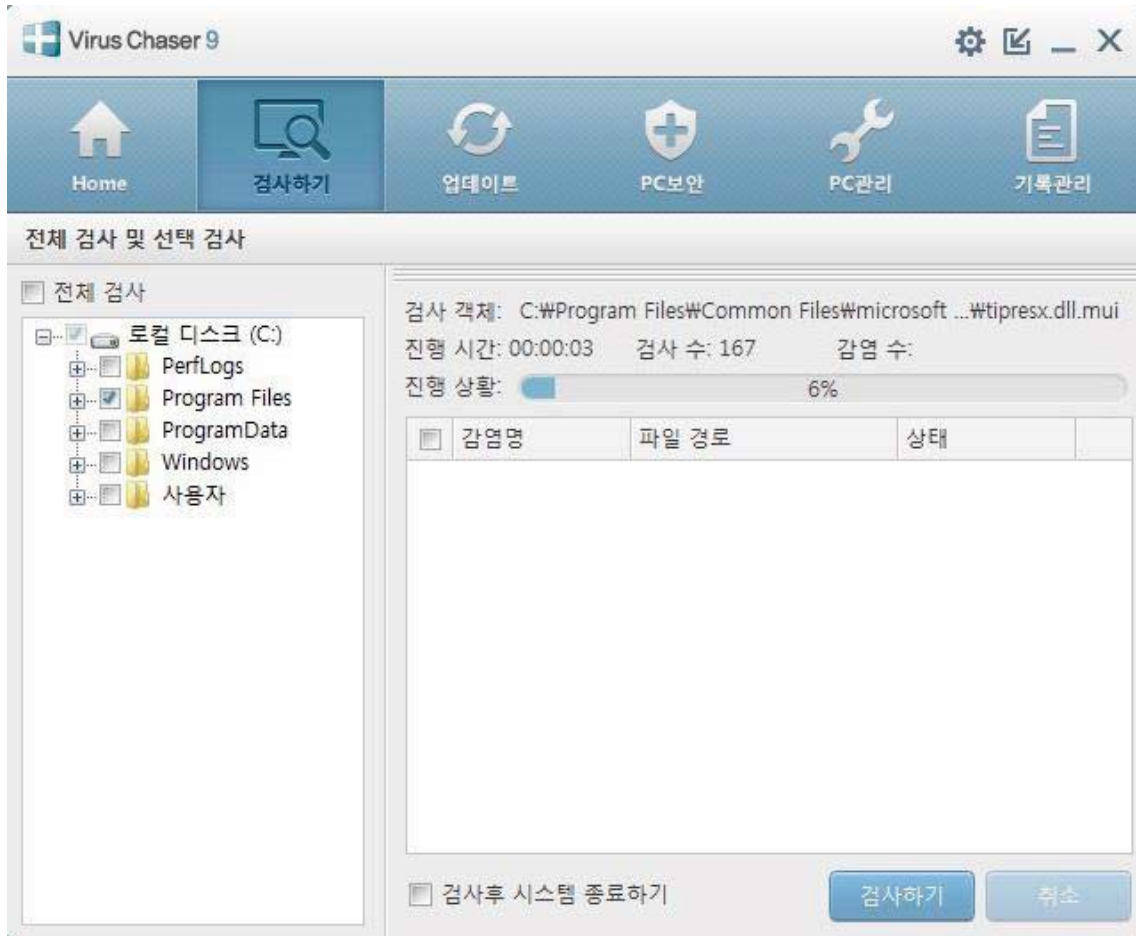 Virus Chaser 9
Home
검사하기
업데이트
PC보안
PC관리
기록관리
전체 검사 및 선택 검사
전체 검사
로컬 디스크 (C:)
PerfLogs
Program Files
ProgramData
Windows
사용자
검사 객체: C:₩Program Files₩Common Files₩microsoft ...₩tipresx.dll.mui
진행 시간: 00:00:03 검사 수: 167 감염 수:
진행 상황: 6%
감염명 파일 경로 상태
검사후 시스템 종료하기
검사하기 취소